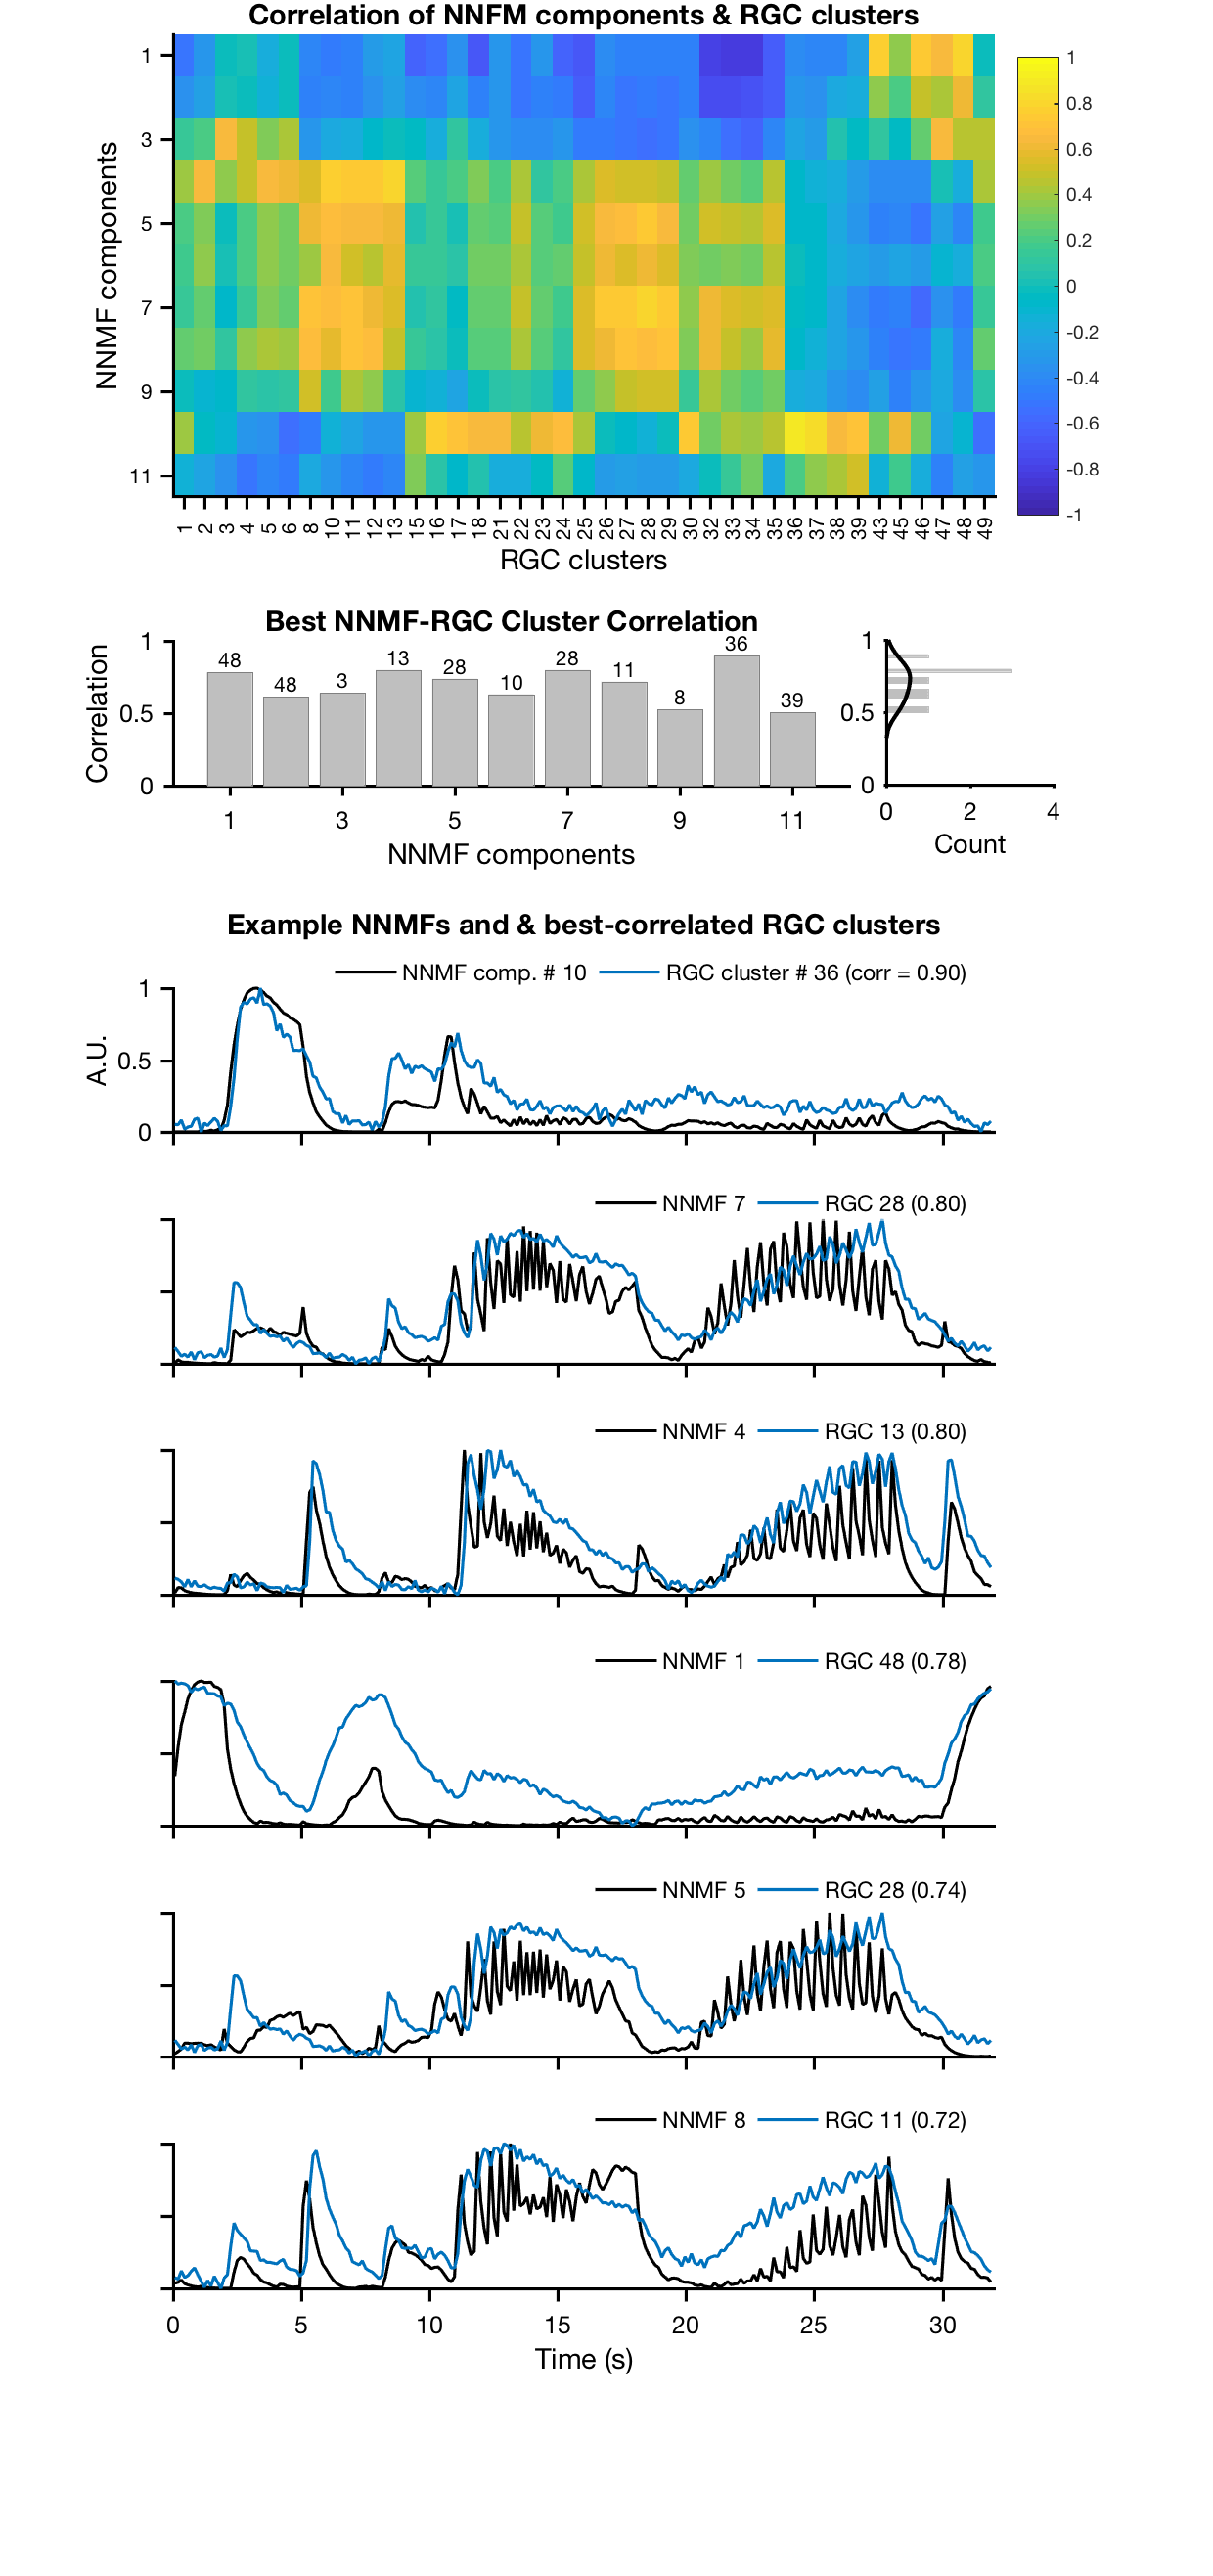 Correlation of NNFM components & RGC clusters
NNMF components
1
3
5
7
9
11
1 2 3 4 5 6 8 10 11 12 13 15 16 17 18 21 22 23 24 25 26 27 28 29 30 32 33 34 35 36 37 38 39 43 45 46 47 48 49
RGC clusters
1
0.8
0.6
0.4
0.2
0
-0.2
-0.4
-0.6
-0.8
-1
Best NNMF-RGC Cluster Correlation
Correlation
1
0.5
0
48 48 3 13 28 10 28 11 8 36 39
1 3 5 7 9 11
NNMF components
1
0.5
0
0 2 4
Count
Example NNMFs and & best-correlated RGC clusters
NNMF comp. # 10 RGC cluster # 36 (corr = 0.90)
A.U.
1
0.5
0
NNMF 7 RGC 28 (0.80)
NNMF 4 RGC 13 (0.80)
NNMF 1 RGC 48 (0.78)
NNMF 5 RGC 28 (0.74)
NNMF 8 RGC 11 (0.72)
0 5 10 15 20 25 30
Time (s)